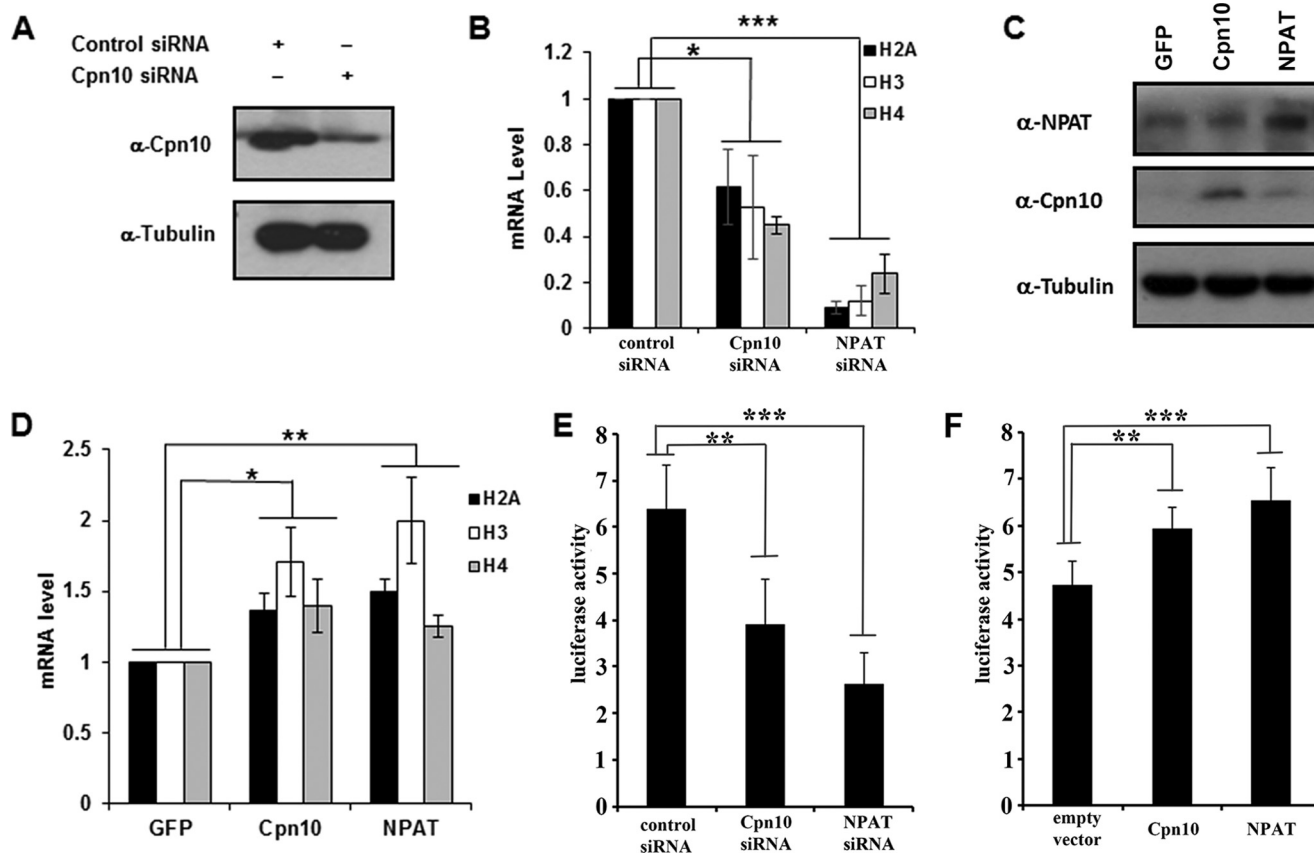 A
Control siRNA + –
Cpn10 siRNA – +
α-Cpn10
α-Tubulin
B
***
*
H2A
H3
H4
mRNA Level
1.2
1
0.8
0.6
0.4
0.2
0
control siRNA
Cpn10 siRNA
NPAT siRNA
C
GFP
Cpn10
NPAT
α-NPAT
α-Cpn10
α-Tubulin
D
**
*
H2A
H3
H4
mRNA level
2.5
2
1.5
1
0.5
0
GFP
Cpn10
NPAT
E
***
**
luciferase activity
8
7
6
5
4
3
2
1
0
control siRNA
Cpn10 siRNA
NPAT siRNA
F
***
**
luciferase activity
8
7
6
5
4
3
2
1
0
empty vector
Cpn10
NPAT